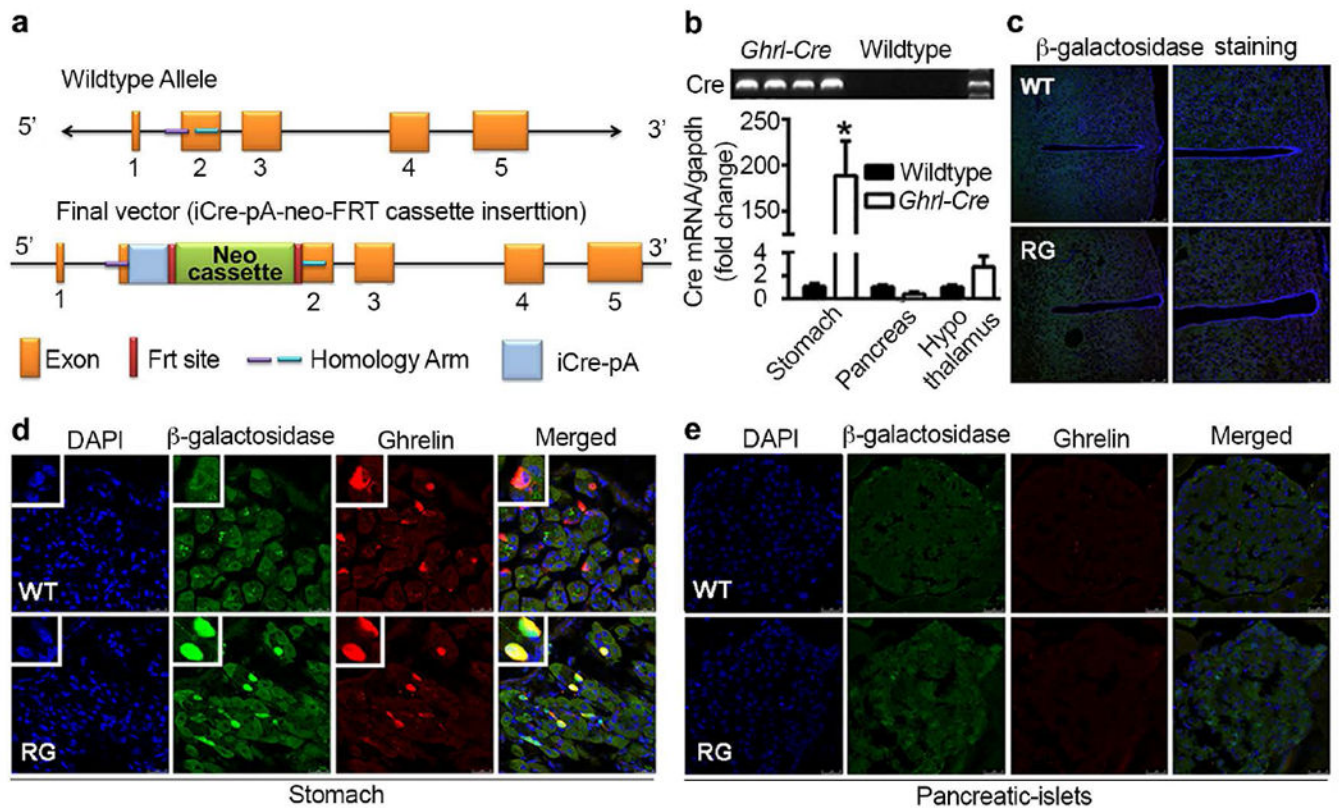 a
Wildtype Allele
5’ 3’
1 2 3 4 5
Final vector (iCre-pA-neo-FRT cassette inserttion)
5’ 3’
Neo
cassette
1 2 3 4 5
Exon Frt site Homology Arm iCre-pA
b
Ghrl-Cre Wildtype
Cre
Cre mRNA/gapdh
(fold change)
250
200
150
4
2
0
*
Wildtype
Ghrl-Cre
Stomach
Pancreas
Hypo
thalamus
c
β-galactosidase staining
WT
RG
d
DAPI β-galactosidase Ghrelin Merged
WT
RG
Stomach
e
DAPI β-galactosidase Ghrelin Merged
WT
RG
Pancreatic-islets